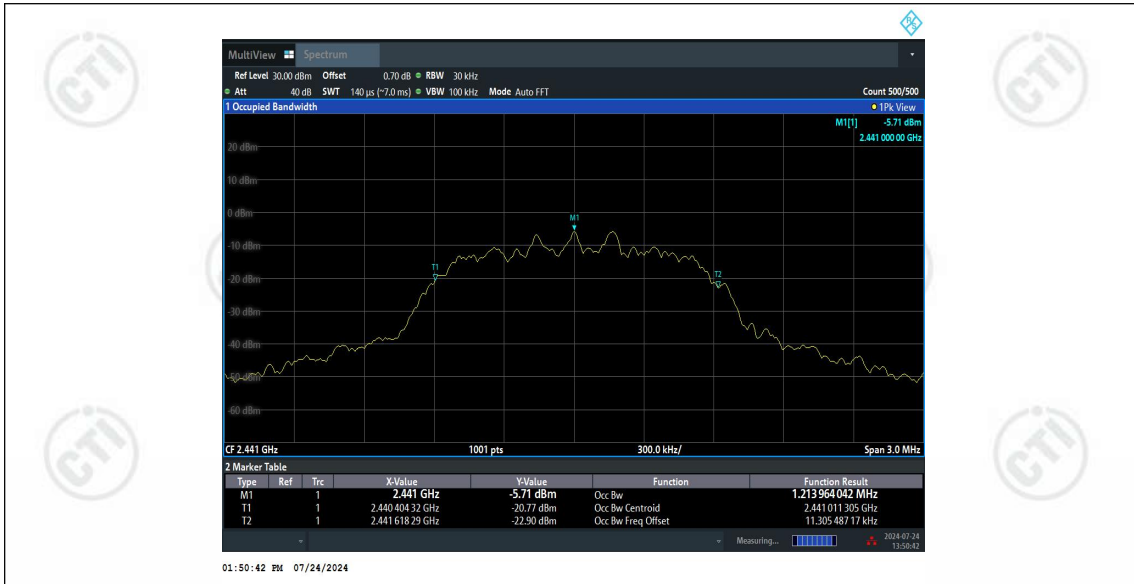 R&S
MultiView Spectrum
Ref Level 30.00 dBm Offset 0.70 dB RBW 30 kHz
Att 40 dB SWT 140 µs (~7.0 ms) VBW 100 kHz Mode Auto FFT Count 500/500
1 Occupied Bandwidth 1Pk View
M1[1] -5.71 dBm
2.441 000 00 GHz
20 dBm
10 dBm
0 dBm
M1
-10 dBm
T1
T2
-20 dBm
-30 dBm
-40 dBm
-50 dBm
-60 dBm
CF 2.441 GHz 1001 pts 300.0 kHz/ Span 3.0 MHz
2 Marker Table
Type Ref Trc X-Value Y-Value Function Function Result
M1 1 2.441 GHz -5.71 dBm Occ Bw 1.213 964 042 MHz
T1 1 2.440 404 32 GHz -20.77 dBm Occ Bw Centroid 2.441 011 305 GHz
T2 1 2.441 618 29 GHz -22.90 dBm Occ Bw Freq Offset 11.305 487 17 kHz
Measuring... 2024-07-24
13:50:42
01:50:42 PM 07/24/2024
CTI
CTI
CTI
CTI